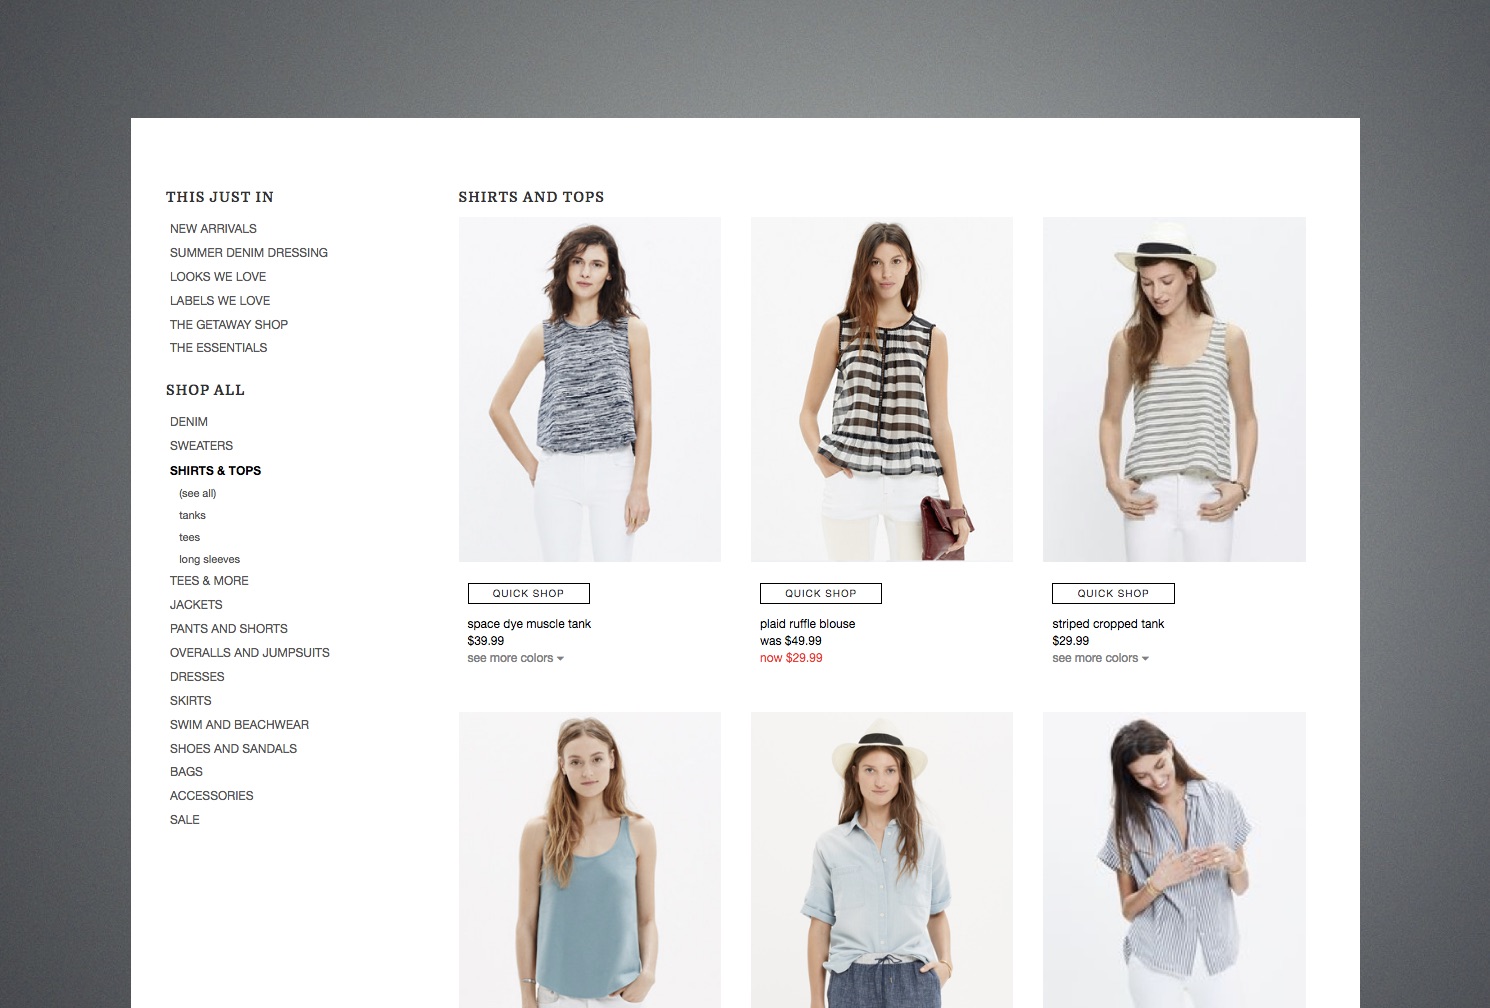 THIS JUST IN
NEW ARRIVALS
SUMMER DENIM DRESSING
LOOKS WE LOVE
LABELS WE LOVE
THE GETAWAY SHOP
THE ESSENTIALS
SHOP ALL
DENIM
SWEATERS
SHIRTS & TOPS
(see all)
tanks
tees
long sleeves
TEES & MORE
JACKETS
PANTS AND SHORTS
OVERALLS AND JUMPSUITS
DRESSES
SKIRTS
SWIM AND BEACHWEAR
SHOES AND SANDALS
BAGS
ACCESSORIES
SALE
SHIRTS AND TOPS
QUICK SHOP
space dye muscle tank
$39.99
see more colors
QUICK SHOP
plaid ruffle blouse
was $49.99
now $29.99
QUICK SHOP
striped cropped tank
$29.99
see more colors